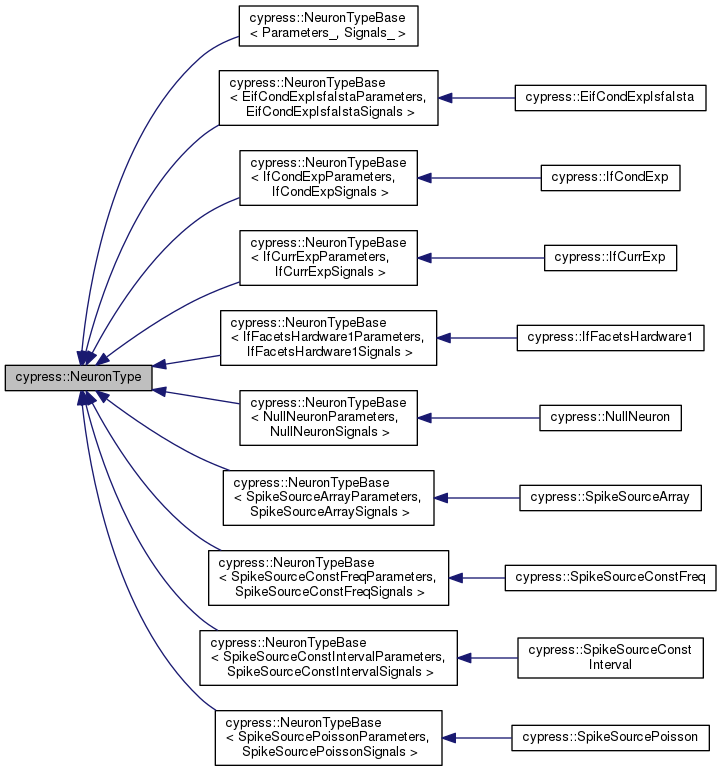 cypress::NeuronTypeBase
< Parameters_, Signals_ >
cypress::NeuronTypeBase
< EifCondExpIsfaIstaParameters,
EifCondExpIsfaIstaSignals >
cypress::EifCondExpIsfaIsta
cypress::NeuronTypeBase
< IfCondExpParameters,
IfCondExpSignals >
cypress::IfCondExp
cypress::NeuronTypeBase
< IfCurrExpParameters,
IfCurrExpSignals >
cypress::IfCurrExp
cypress::NeuronTypeBase
< IfFacetsHardware1Parameters,
IfFacetsHardware1Signals >
cypress::IfFacetsHardware1
cypress::NeuronType
cypress::NeuronTypeBase
< NullNeuronParameters,
NullNeuronSignals >
cypress::NullNeuron
cypress::NeuronTypeBase
< SpikeSourceArrayParameters,
SpikeSourceArraySignals >
cypress::SpikeSourceArray
cypress::NeuronTypeBase
< SpikeSourceConstFreqParameters,
SpikeSourceConstFreqSignals >
cypress::SpikeSourceConstFreq
cypress::NeuronTypeBase
< SpikeSourceConstIntervalParameters,
SpikeSourceConstIntervalSignals >
cypress::SpikeSourceConst
Interval
cypress::NeuronTypeBase
< SpikeSourcePoissonParameters,
SpikeSourcePoissonSignals >
cypress::SpikeSourcePoisson